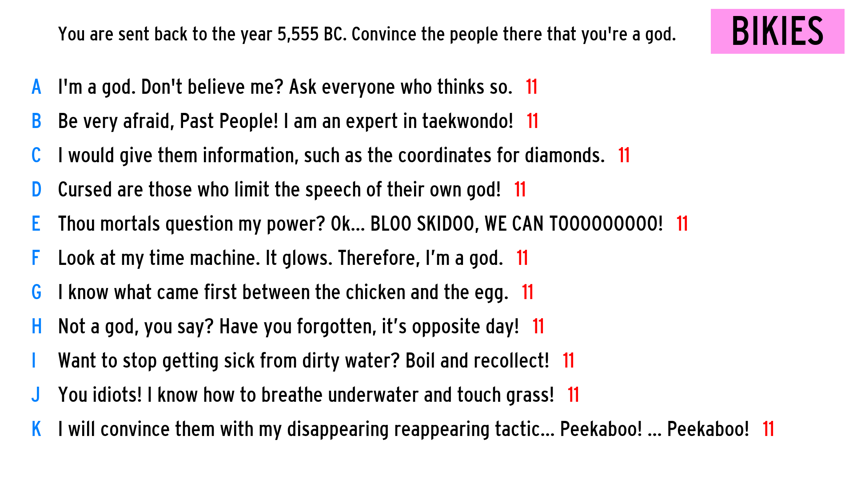 You are sent back to the year 5,555 BC. Convince the people there that you're a god.
BIKIES
A I'm a god. Don't believe me? Ask everyone who thinks so. 11
B Be very afraid, Past People! I am an expert in taekwondo! 11
C I would give them information, such as the coordinates for diamonds. 11
D Cursed are those who limit the speech of their own god! 11
E Thou mortals question my power? Ok... BLOO SKIDOO, WE CAN TOOOOOOOOO! 11
F Look at my time machine. It glows. Therefore, I’m a god. 11
G I know what came first between the chicken and the egg. 11
H Not a god, you say? Have you forgotten, it’s opposite day! 11
I Want to stop getting sick from dirty water? Boil and recollect! 11
J You idiots! I know how to breathe underwater and touch grass! 11
K I will convince them with my disappearing reappearing tactic... Peekaboo! ... Peekaboo! 11